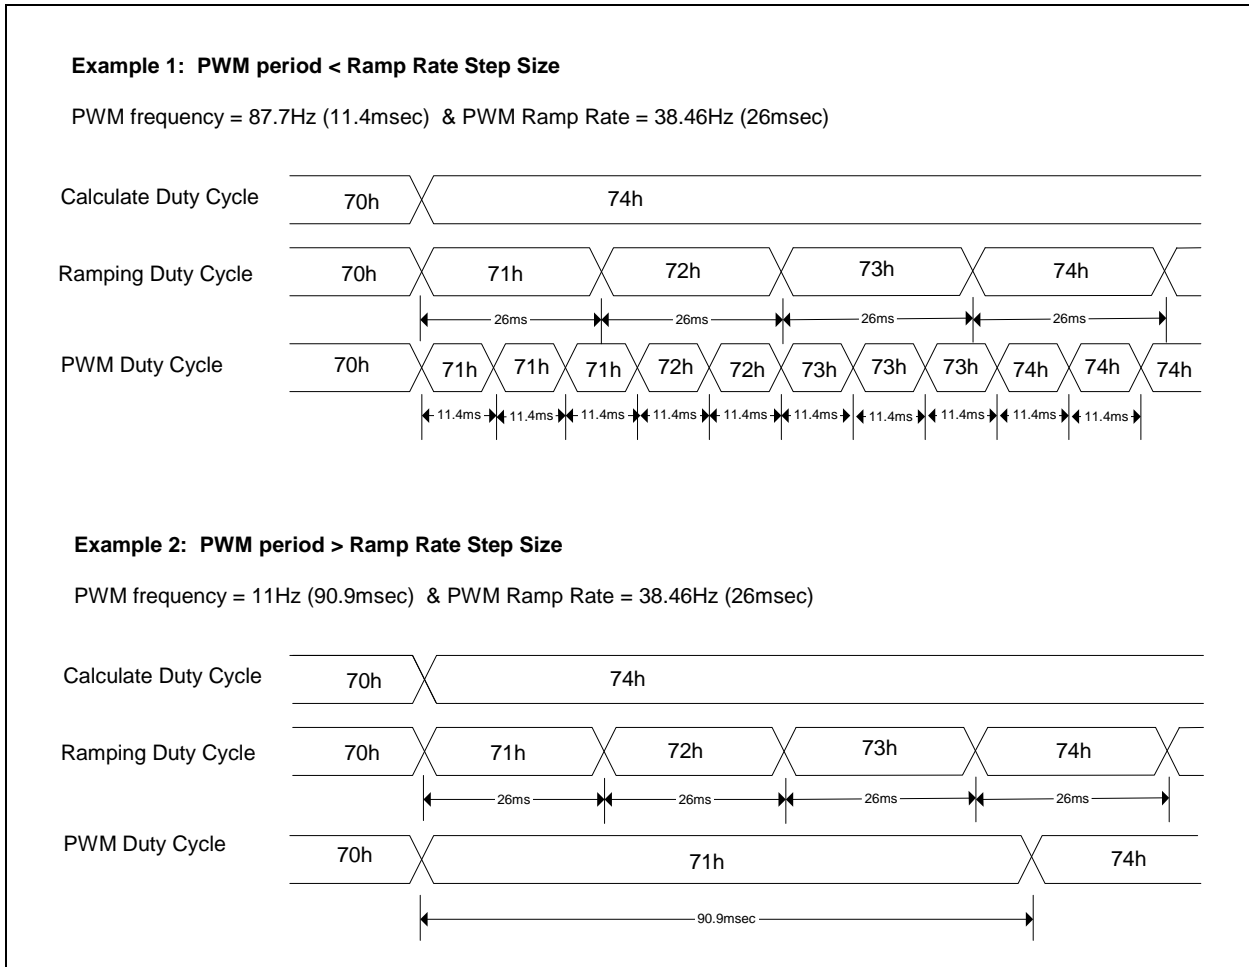 Example 1: PWM period < Ramp Rate Step Size
PWM frequency = 87.7Hz (11.4msec) & PWM Ramp Rate = 38.46Hz (26msec)
Calculate Duty Cycle 70h 74h
Ramping Duty Cycle 70h 71h 72h 73h 74h
26ms 26ms 26ms 26ms
PWM Duty Cycle 70h 71h 71h 71h 72h 72h 73h 73h 73h 74h 74h 74h
11.4ms 11.4ms 11.4ms 11.4ms 11.4ms 11.4ms 11.4ms 11.4ms 11.4ms 11.4ms
Example 2: PWM period > Ramp Rate Step Size
PWM frequency = 11Hz (90.9msec) & PWM Ramp Rate = 38.46Hz (26msec)
Calculate Duty Cycle 70h 74h
Ramping Duty Cycle 70h 71h 72h 73h 74h
26ms 26ms 26ms 26ms
PWM Duty Cycle 70h 71h 74h
90.9msec